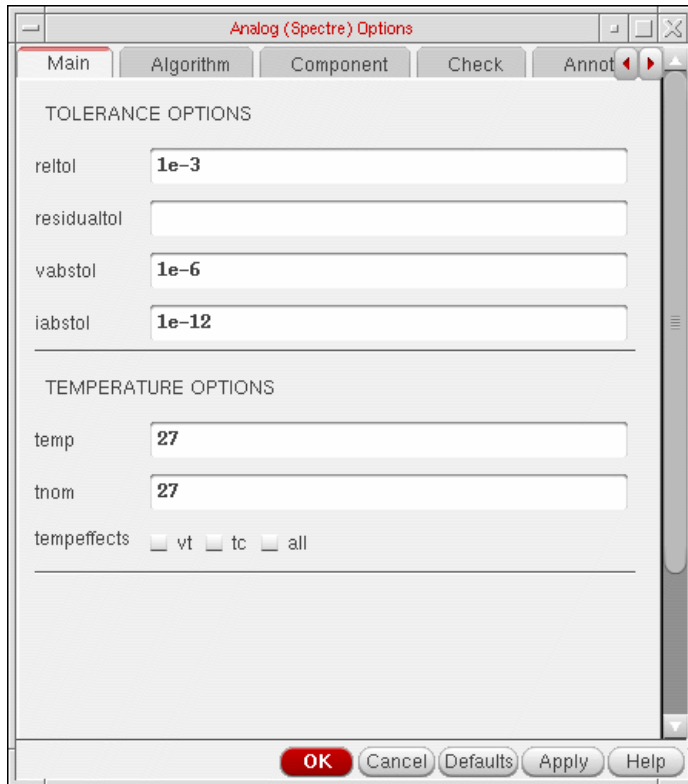 Analog (Spectre) Options
Main Algorithm Component Check Annot
TOLERANCE OPTIONS
reltol 1e-3
residualtol
vabstol 1e-6
iabstol 1e-12
TEMPERATURE OPTIONS
temp 27
tnom 27
tempeffects vt tc all
OK Cancel Defaults Apply Help